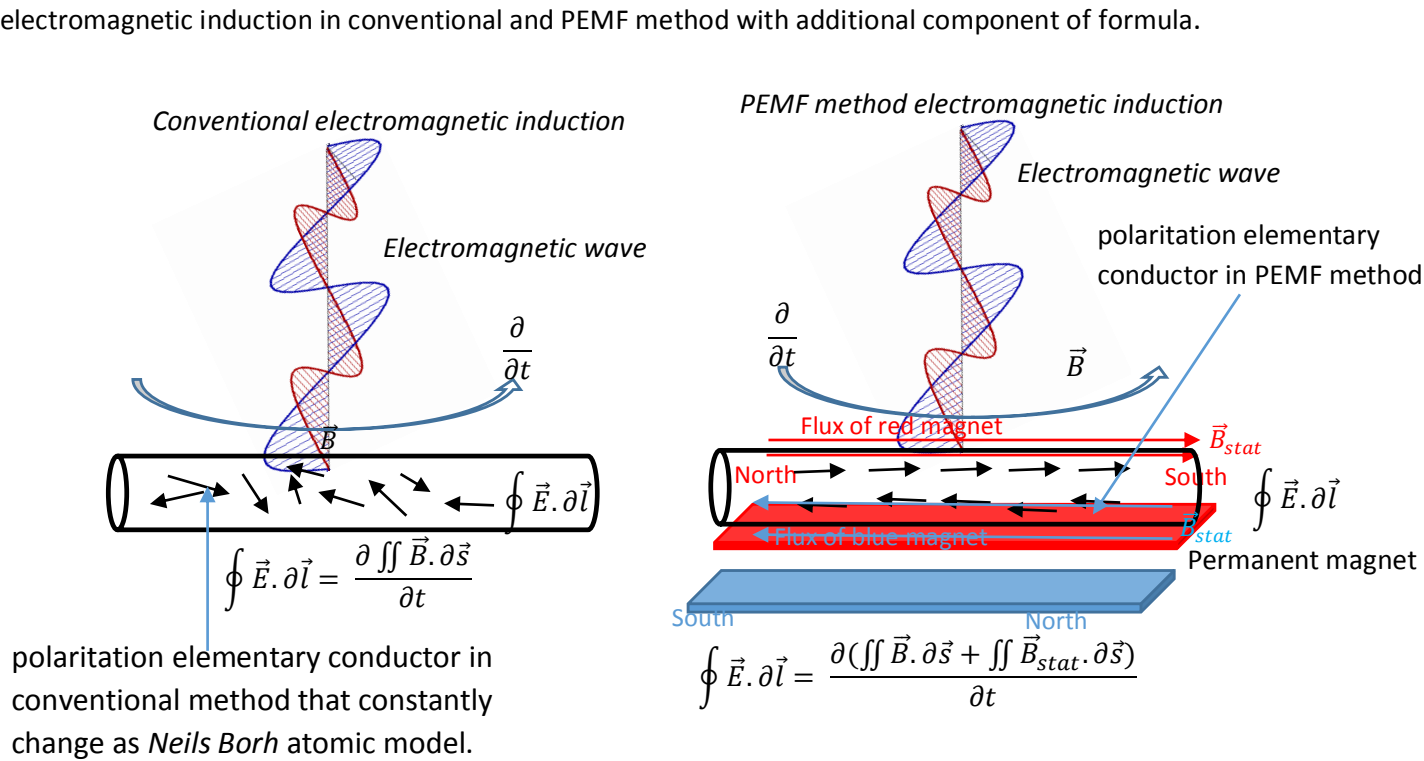 electromagnetic induction in conventional and PEMF method with additional component of formula.
Conventional electromagnetic induction
Electromagnetic wave
∂/∂t
B⃗
∮ E⃗. ∂l⃗
∮ E⃗. ∂l⃗ = ∂ ∬ B⃗. ∂s⃗ / ∂t
polaritation elementary conductor in
conventional method that constantly
change as Neils Borh atomic model.
PEMF method electromagnetic induction
Electromagnetic wave
polaritation elementary
conductor in PEMF method
∂/∂t
B⃗
Flux of red magnet
B⃗stat
North
South
∮ E⃗. ∂l⃗
Flux of blue magnet
B⃗stat
Permanent magnet
South
North
∮ E⃗. ∂l⃗ = ∂(∬ B⃗. ∂s⃗ + ∬ B⃗stat. ∂s⃗) / ∂t